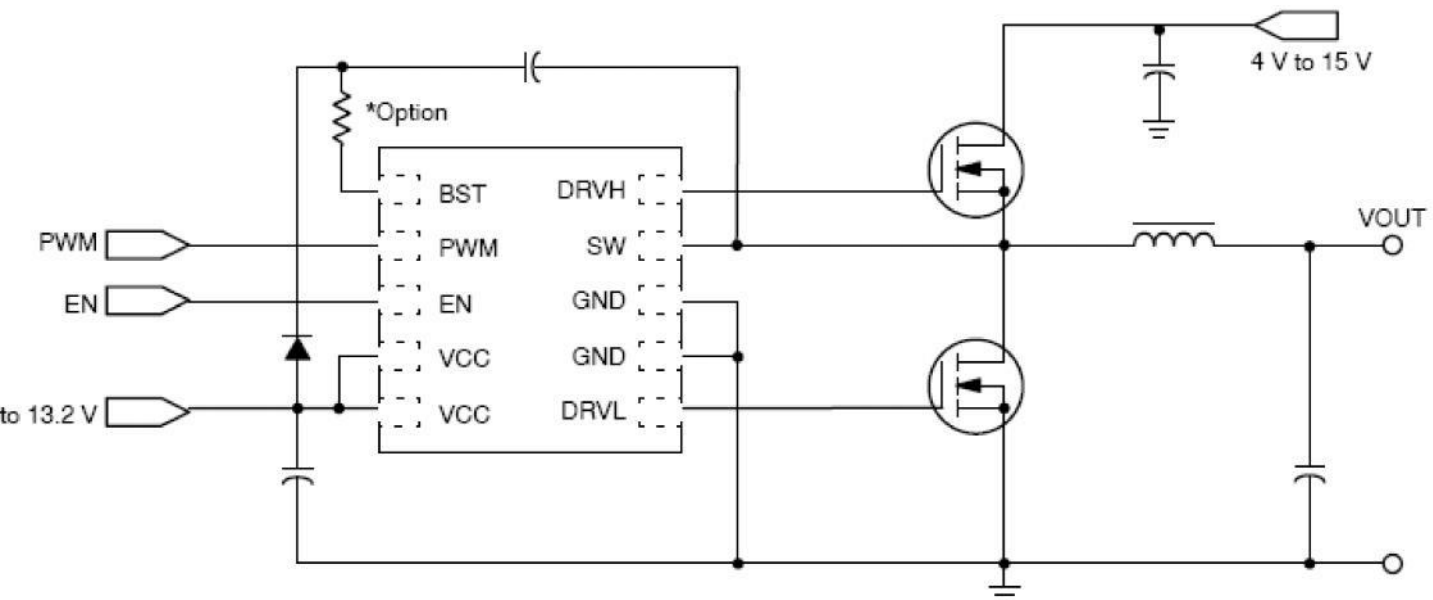 4 V to 15 V
*Option
BST
DRVH
PWM
PWM
SW
VOUT
EN
EN
GND
VCC
GND
to 13.2 V
VCC
DRVL